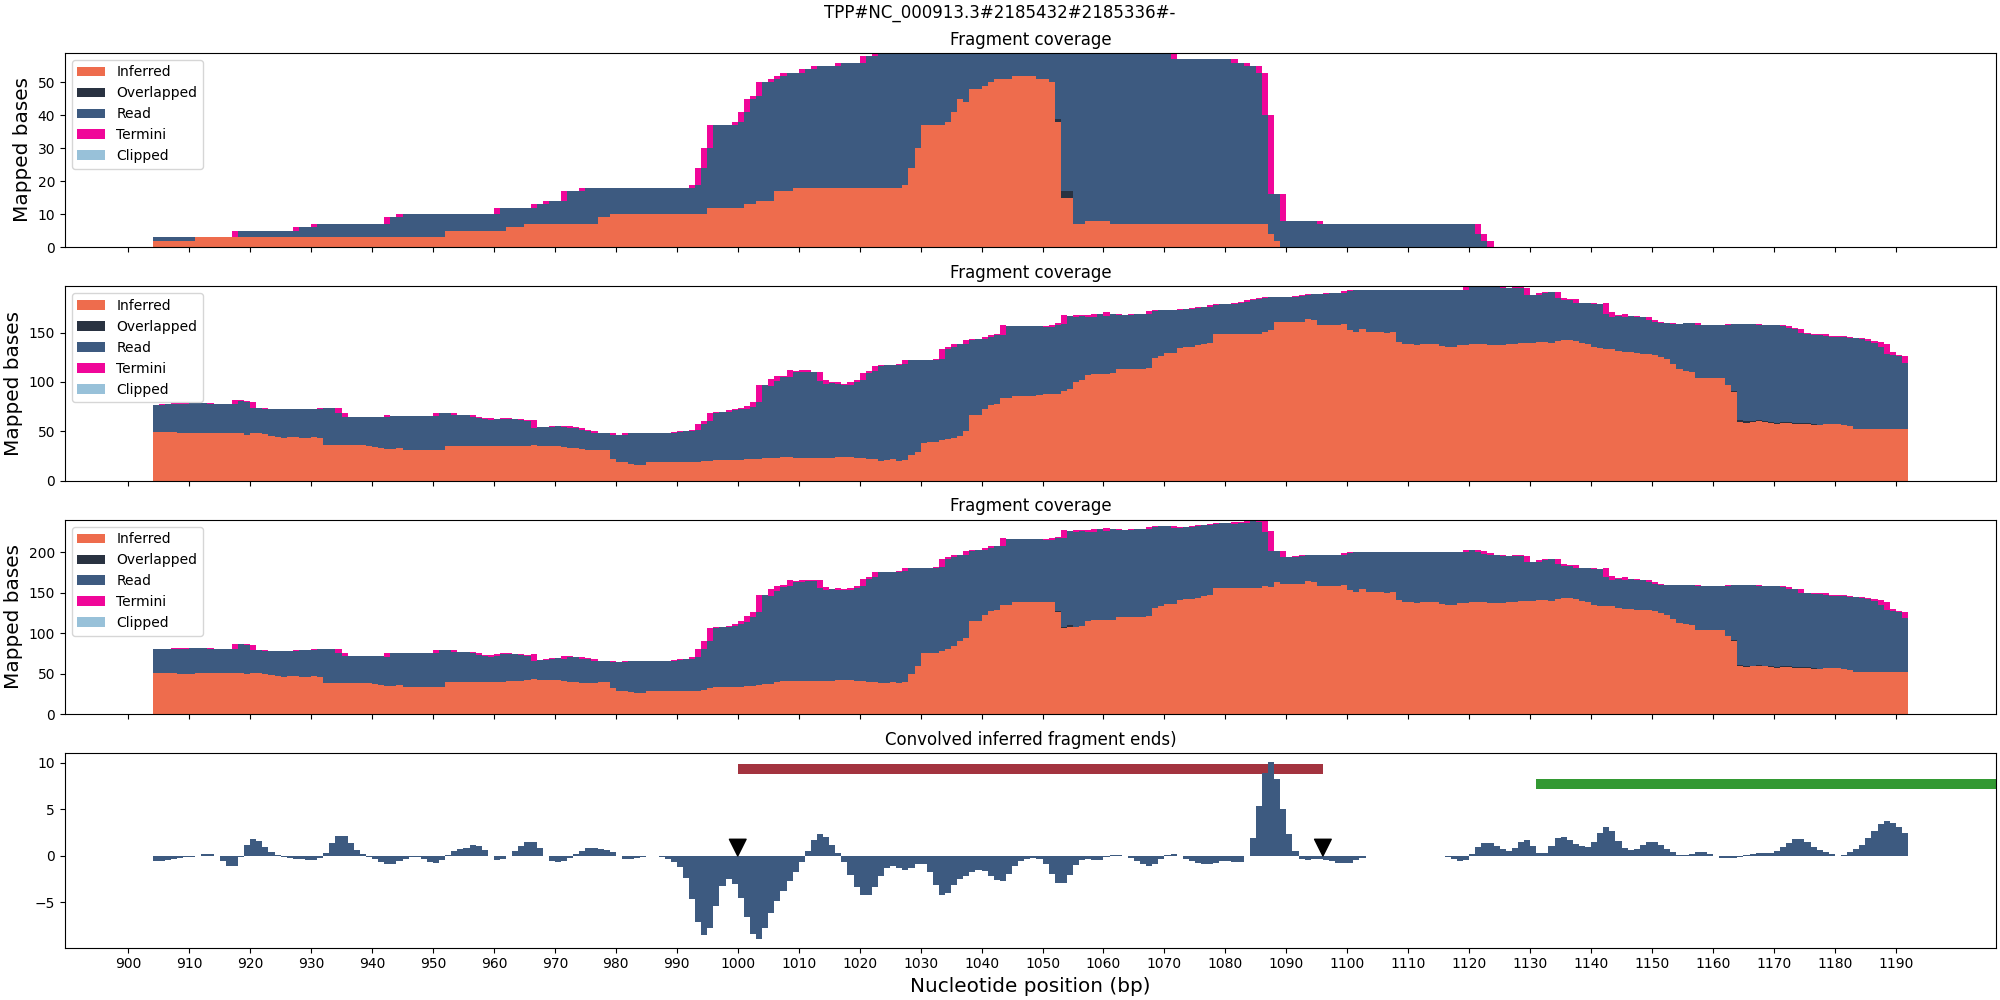 TPP#NC_000913.3#2185432#2185336#-
Fragment coverage
Mapped bases
50
40
30
20
10
0
Inferred
Overlapped
Read
Termini
Clipped
Fragment coverage
Mapped bases
150
100
50
0
Inferred
Overlapped
Read
Termini
Clipped
Fragment coverage
Mapped bases
200
150
100
50
0
Inferred
Overlapped
Read
Termini
Clipped
Convolved inferred fragment ends)
10
5
0
−5
900 910 920 930 940 950 960 970 980 990 1000 1010 1020 1030 1040 1050 1060 1070 1080 1090 1100 1110 1120 1130 1140 1150 1160 1170 1180 1190
Nucleotide position (bp)